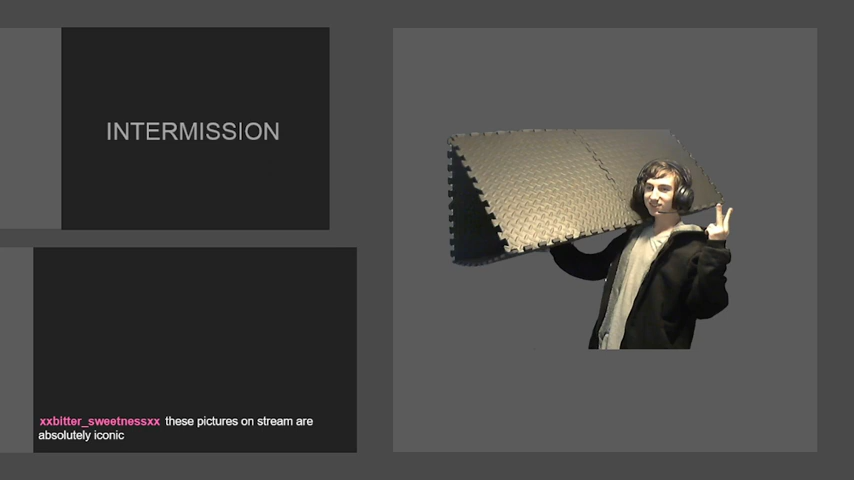 INTERMISSION
xxbitter_sweetnessxx these pictures on stream are
absolutely iconic